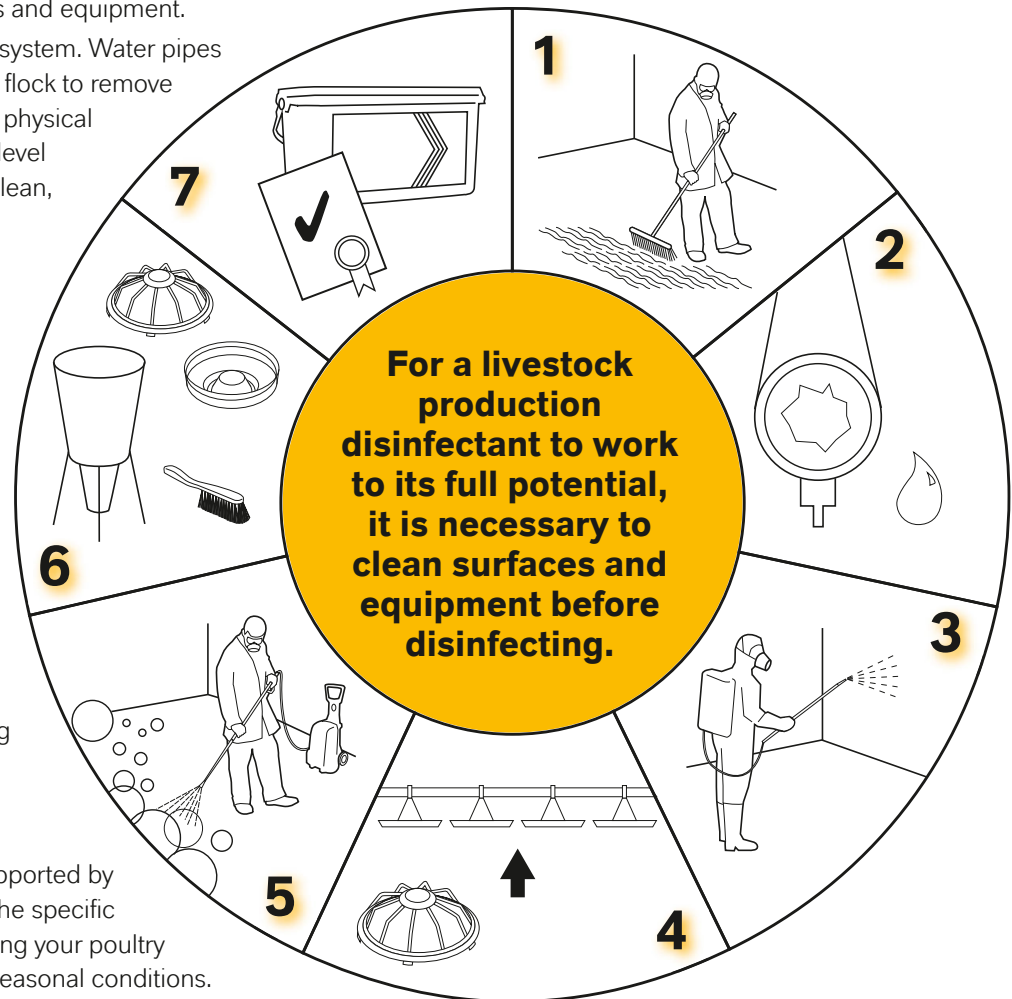 s and equipment.
system. Water pipes
flock to remove
physical
level
lean,
g
pported by
he specific
ing your poultry
easonal conditions.
1
2
3
4
5
6
7
For a livestock
production
disinfectant to work
to its full potential,
it is necessary to
clean surfaces and
equipment before
disinfecting.